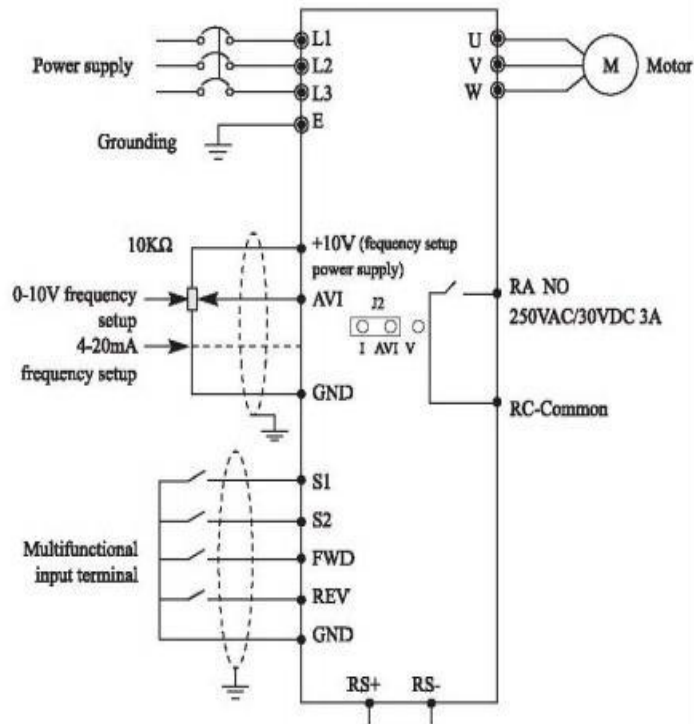 L1
U
Power supply
L2
V
M
Motor
L3
W
E
Grounding
10KΩ
+10V (fequency setup
power supply)
0-10V frequency
setup
AVI
J2
RA NO
250VAC/30VDC 3A
I AVI V
4-20mA
frequency setup
GND
RC-Common
S1
S2
Multifunctional
input terminal
FWD
REV
GND
RS+
RS-